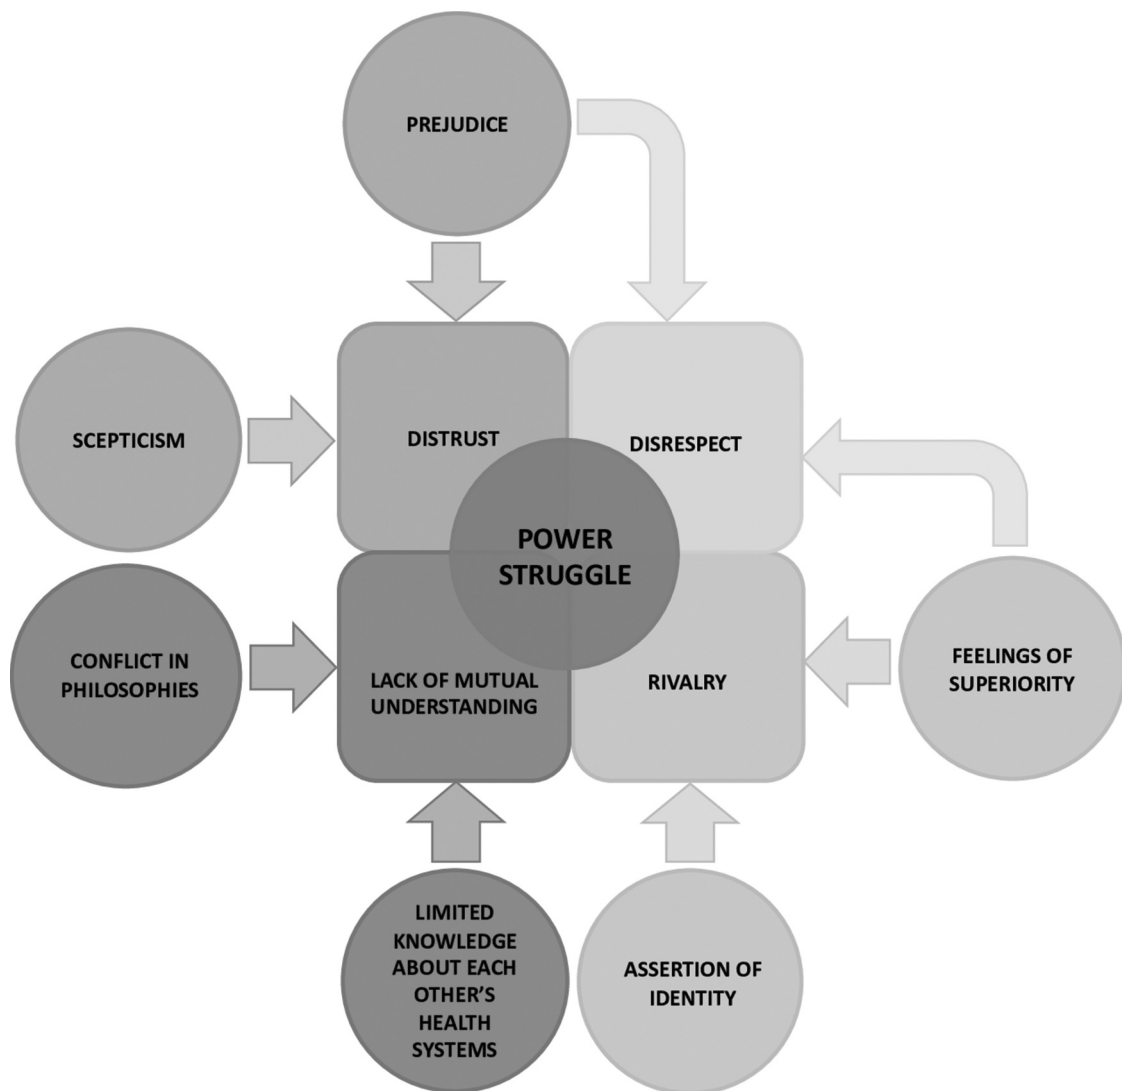 PREJUDICE
SCEPTICISM
DISTRUST
DISRESPECT
POWER
STRUGGLE
CONFLICT IN
PHILOSOPHIES
LACK OF MUTUAL
UNDERSTANDING
RIVALRY
FEELINGS OF
SUPERIORITY
LIMITED
KNOWLEDGE
ABOUT EACH
OTHER’S
HEALTH
SYSTEMS
ASSERTION OF
IDENTITY